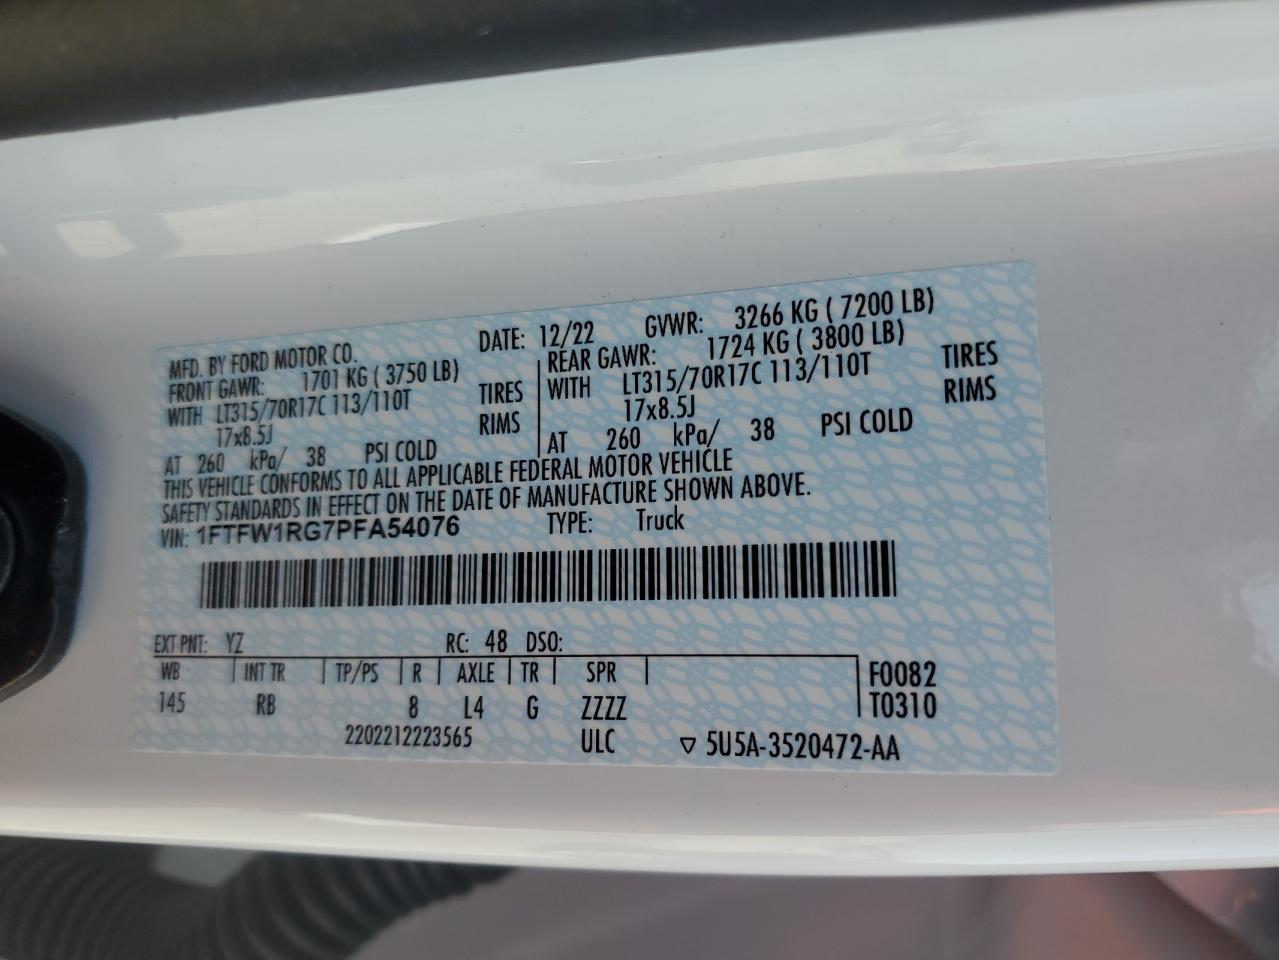 MFD. BY FORD MOTOR CO. DATE: 12/22 GVWR: 3266 KG ( 7200 LB)
FRONT GAWR: 1701 KG ( 3750 LB) REAR GAWR: 1724 KG ( 3800 LB)
WITH LT315/70R17C 113/110T TIRES WITH LT315/70R17C 113/110T TIRES
17x8.5J RIMS 17x8.5J RIMS
AT 260 kPa/ 38 PSI COLD AT 260 kPa/ 38 PSI COLD
THIS VEHICLE CONFORMS TO ALL APPLICABLE FEDERAL MOTOR VEHICLE
SAFETY STANDARDS IN EFFECT ON THE DATE OF MANUFACTURE SHOWN ABOVE.
VIN: 1FTFW1RG7PFA54076 TYPE: Truck
EXT PNT: YZ RC: 48 DSO:
WB INT TR TP/PS R AXLE TR SPR F0082
145 RB 8 L4 G ZZZZ T0310
2202212223565 ULC ▽ 5U5A-3520472-AA